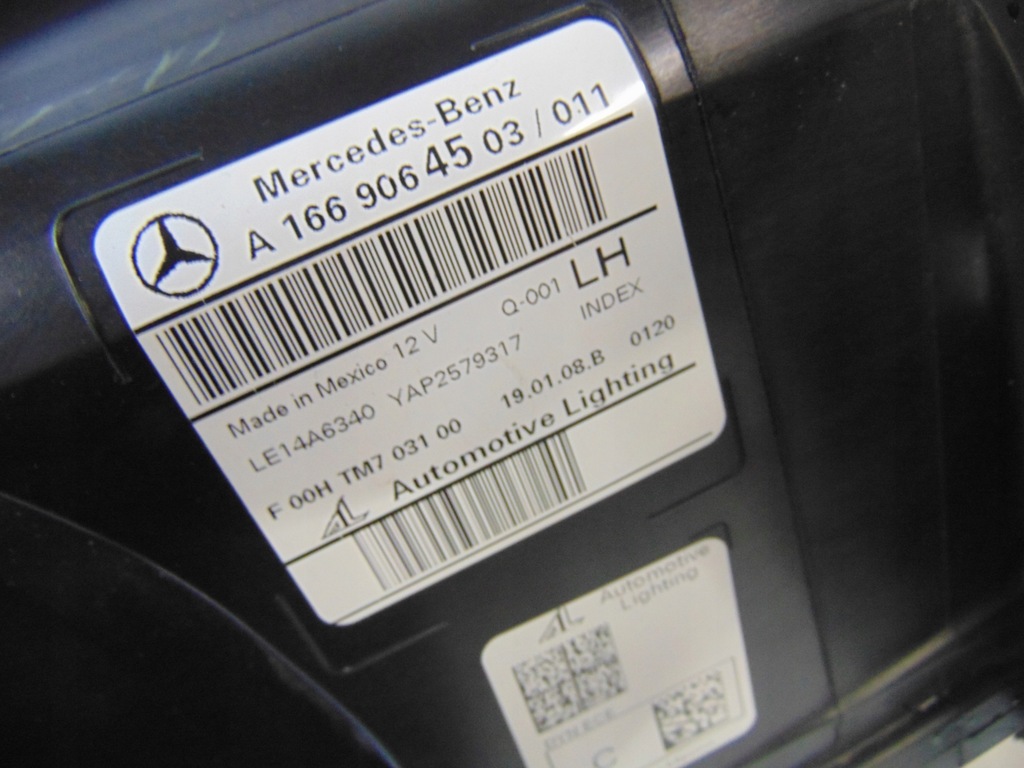 Mercedes-Benz
A 166 906 45 03 / 011
Made in Mexico 12 V Q-001 LH
LE14A6340 YAP2579317 INDEX
F 00H TM7 031 00 19.01.08.B 0120
AL Automotive Lighting
AL Automotive
Lighting
C